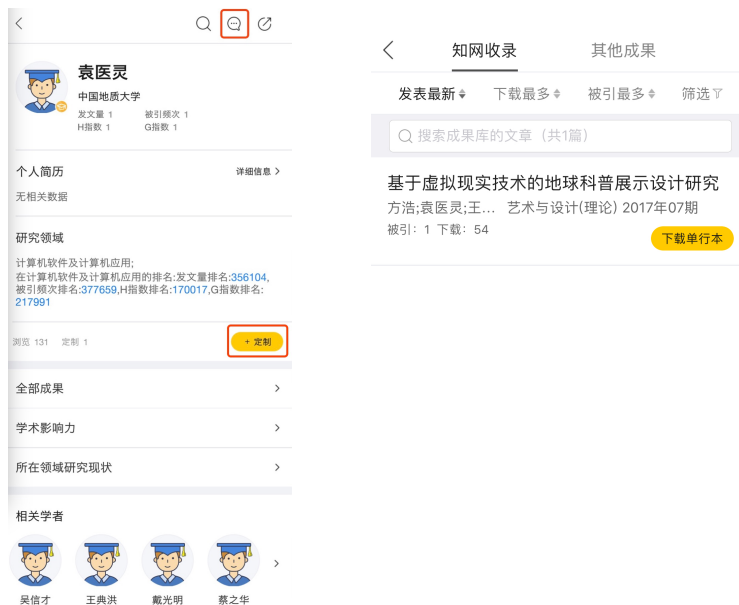 袁医灵
中国地质大学
发文量 1 被引频次 1
H指数 1 G指数 1
个人简历 详细信息
无相关数据
研究领域
计算机软件及计算机应用;
在计算机软件及计算机应用的排名:发文量排名:356104,
被引频次排名:377659,H指数排名:170017,G指数排名:
217991
浏览 131 定制 1 + 定制
全部成果
学术影响力
所在领域研究现状
相关学者
吴信才 王典洪 戴光明 蔡之华
知网收录 其他成果
发表最新 下载最多 被引最多 筛选
搜索成果库的文章（共1篇）
基于虚拟现实技术的地球科普展示设计研究
方浩;袁医灵;王... 艺术与设计(理论) 2017年07期
被引: 1 下载: 54
下载单行本